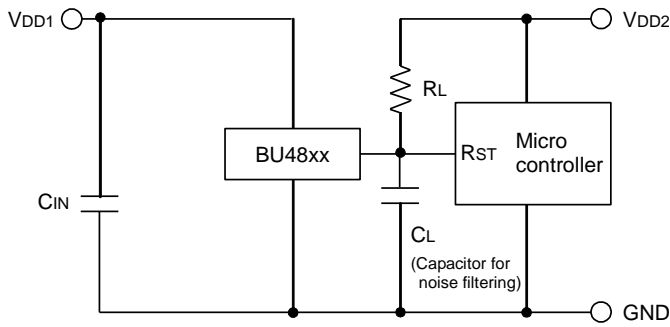 VDD1
VDD2
RL
BU48xx
RST
Micro
controller
CIN
CL
(Capacitor for
noise filtering)
GND